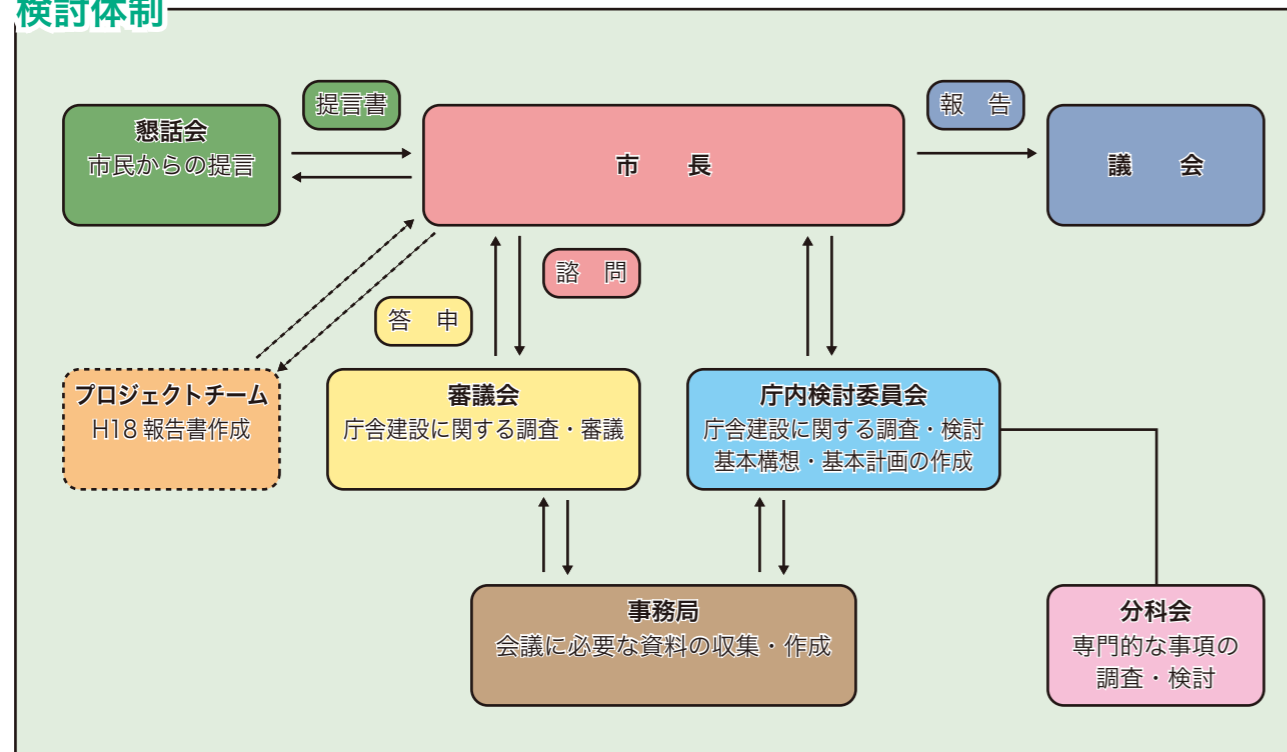 検討体制
提言書
報　告
懇話会
市民からの提言
市　　長
議　　会
諮　問
答　申
プロジェクトチーム
H18 報告書作成
審議会
庁舎建設に関する調査・審議
庁内検討委員会
庁舎建設に関する調査・検討
基本構想・基本計画の作成
事務局
会議に必要な資料の収集・作成
分科会
専門的な事項の
調査・検討